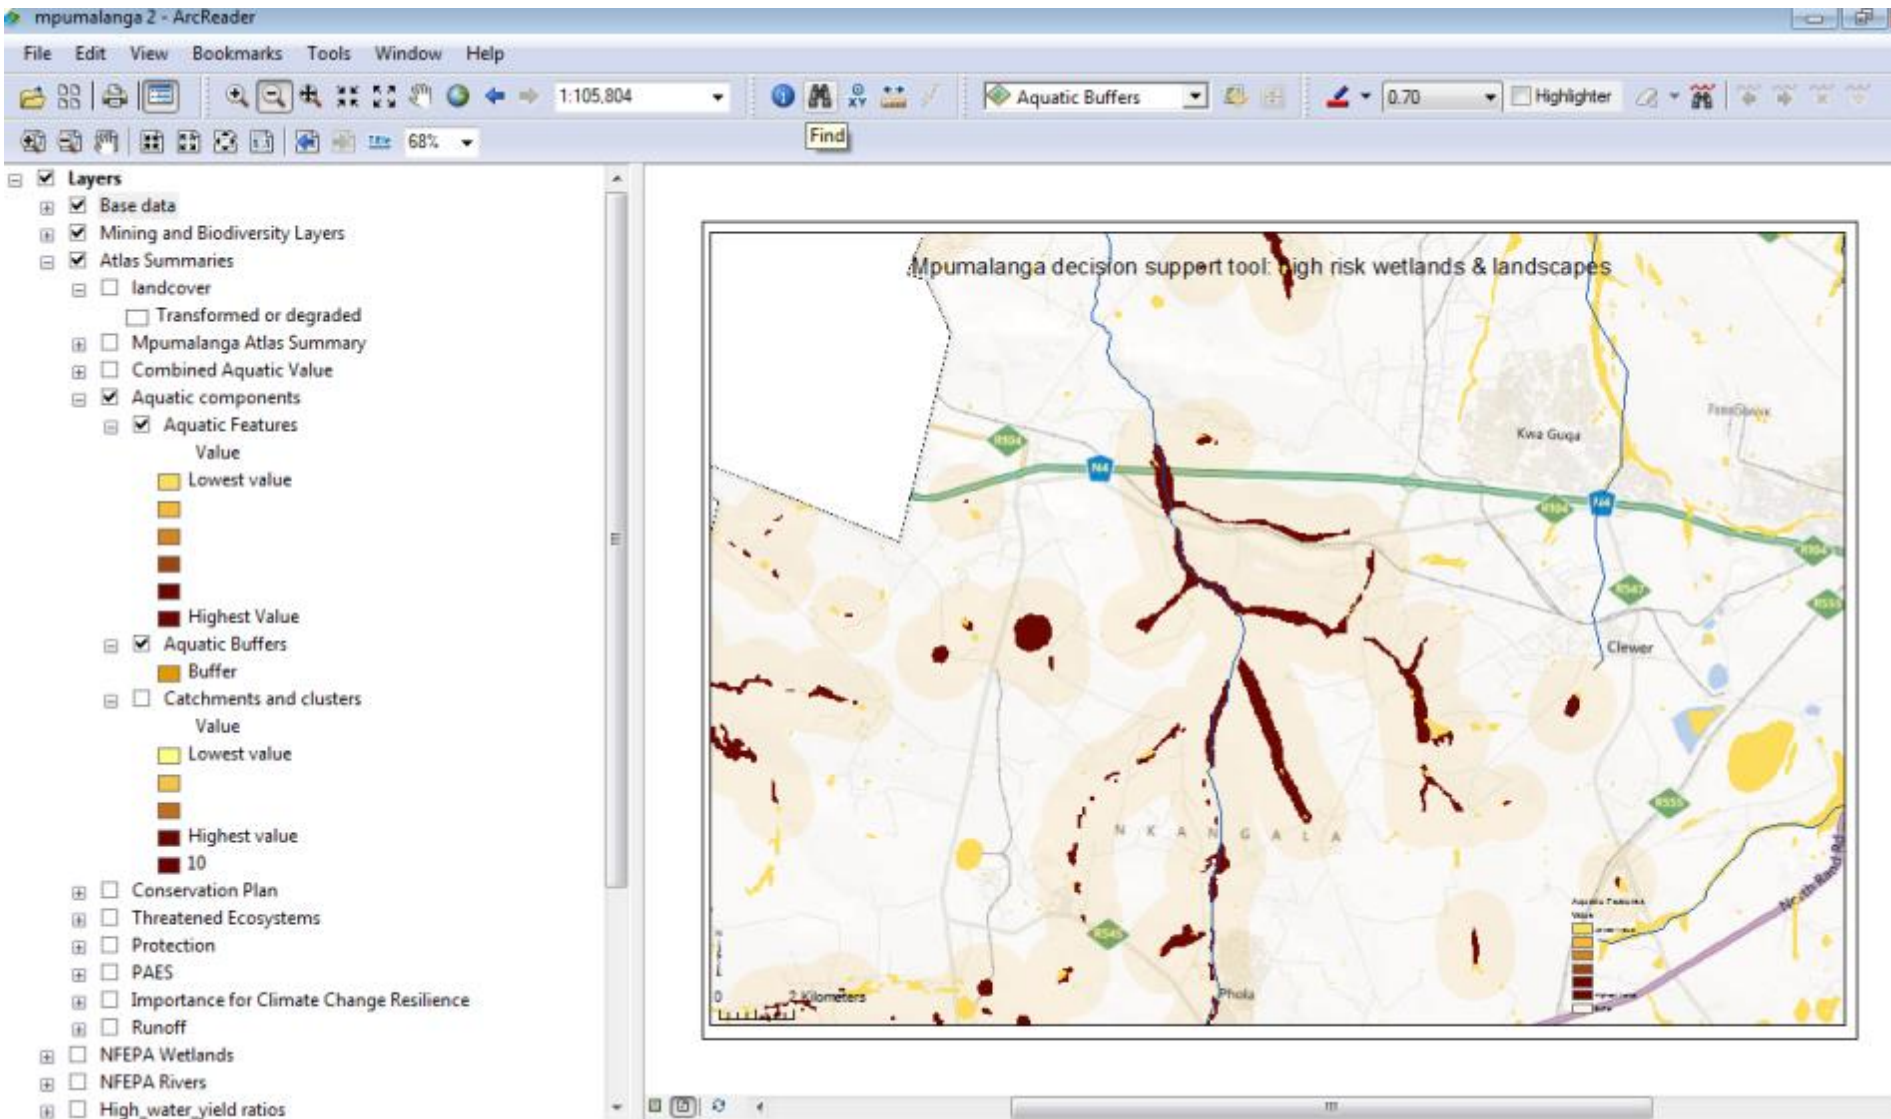 mpumalanga 2 - ArcReader
File Edit View Bookmarks Tools Window Help
1:105,804
Aquatic Buffers
0.70
Highlighter
68%
Find
Layers
Base data
Mining and Biodiversity Layers
Atlas Summaries
landcover
Transformed or degraded
Mpumalanga Atlas Summary
Combined Aquatic Value
Aquatic components
Aquatic Features
Value
Lowest value
Highest Value
Aquatic Buffers
Buffer
Catchments and clusters
Value
Lowest value
Highest value
10
Conservation Plan
Threatened Ecosystems
Protection
PAES
Importance for Climate Change Resilience
Runoff
NFEPA Wetlands
NFEPA Rivers
High_water_yield ratios
Mpumalanga decision support tool: high risk wetlands & landscapes
Kwa Guqa
R104
N4
R104
N4
R104
R547
R555
Clewer
R555
NKANGALA
North Rand Rd
R545
Aquatic Features
Value
0 2 Kilometers
Phola